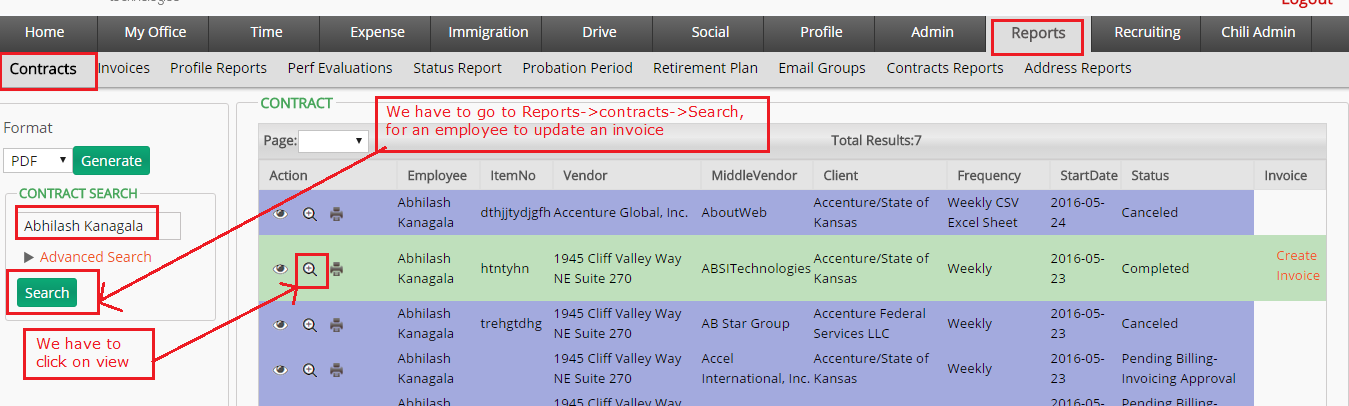 Logout
Home My Office Time Expense Immigration Drive Social Profile Admin Reports Recruiting Chili Admin
Contracts Invoices Profile Reports Perf Evaluations Status Report Probation Period Retirement Plan Email Groups Contracts Reports Address Reports
CONTRACT
We have to go to Reports->contracts->Search,
for an employee to update an invoice
Format
PDF Generate
CONTRACT SEARCH
Abhilash Kanagala
Advanced Search
Search
We have to
click on view
Page: Total Results:7
Action Employee ItemNo Vendor MiddleVendor Client Frequency StartDate Status Invoice
Abhilash Accenture/State of Weekly CSV 2016-05-
dthjjtydjgfh Accenture Global, Inc. AboutWeb Canceled
Kanagala Kansas Excel Sheet 24
Abhilash 1945 Cliff Valley Way Accenture/State of 2016-05- Create
htntyhn ABSITechnologies Weekly Completed
Kanagala NE Suite 270 Kansas 23 Invoice
Abhilash 1945 Cliff Valley Way Accenture Federal 2016-05-
trehgtdhg AB Star Group Weekly Canceled
Kanagala NE Suite 270 Services LLC 23
Abhilash 1945 Cliff Valley Way Accel Accenture/State of 2016-05- Pending Billing-
Weekly
Kanagala NE Suite 270 International, Inc. Kansas 23 Invoicing Approval
Abhilash 1945 Cliff Valley Way Accenture/State of 2016-05- Pending Billing-